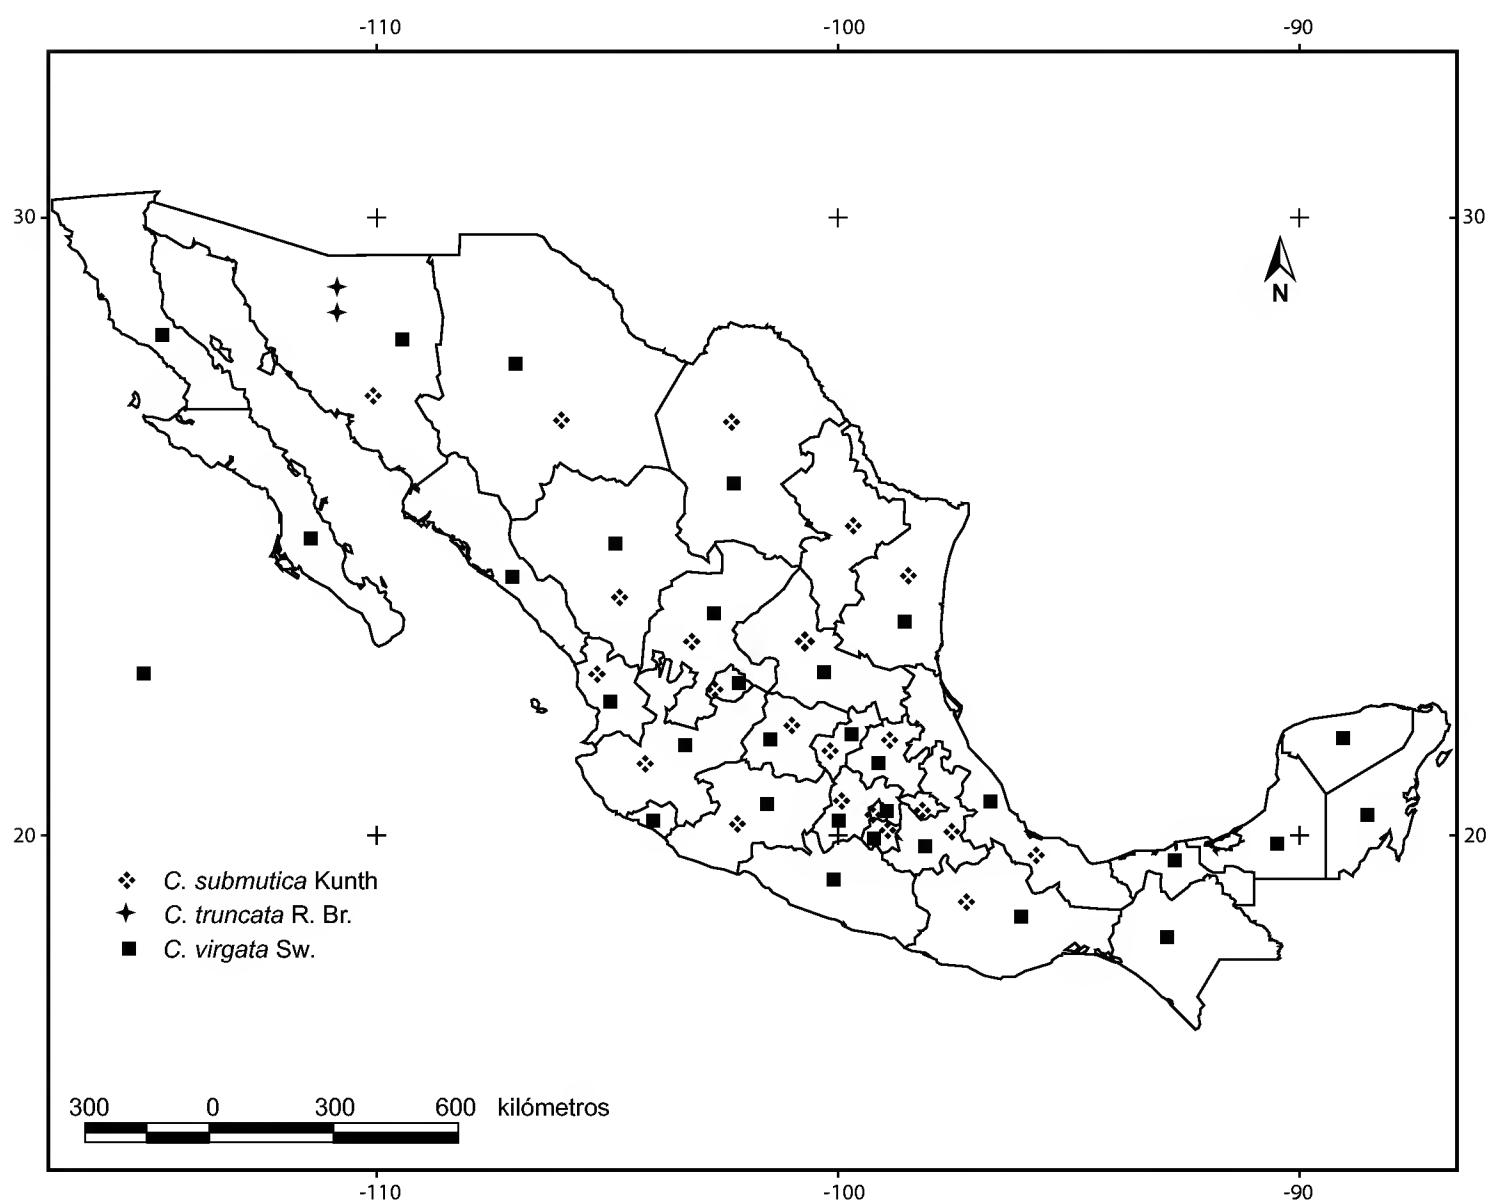 -110 -100 -90
30 30
N
20 20
C. submutica Kunth
C. truncata R. Br.
C. virgata Sw.
300 0 300 600 kilómetros
-110 -100 -90